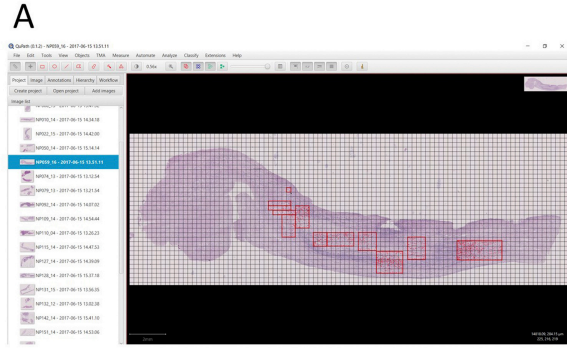 A
QuPath (0.1.2) - NP059_16 - 2017-06-15 13.51.11
File Edit Tools View Objects TMA Measure Automate Analyze Classify Extensions Help
0.56x
Project Image Annotations Hierarchy Workflow
Create project Open project Add images
Image list
NP010_14 - 2017-06-15 14.34.18
NP022_15 - 2017-06-15 14.42.00
NP050_14 - 2017-06-15 15.14.14
NP059_16 - 2017-06-15 13.51.11
NP074_13 - 2017-06-15 13.12.54
NP079_13 - 2017-06-15 13.21.54
NP092_14 - 2017-06-15 14.07.02
NP109_14 - 2017-06-15 14.54.44
NP110_04 - 2017-06-15 13.26.23
NP115_14 - 2017-06-15 14.47.53
NP127_14 - 2017-06-15 14.39.09
NP128_14 - 2017-06-15 15.37.18
NP131_15 - 2017-06-15 13.56.35
NP132_12 - 2017-06-15 13.02.38
NP142_14 - 2017-06-15 15.41.10
NP151_14 - 2017-06-15 14.53.06